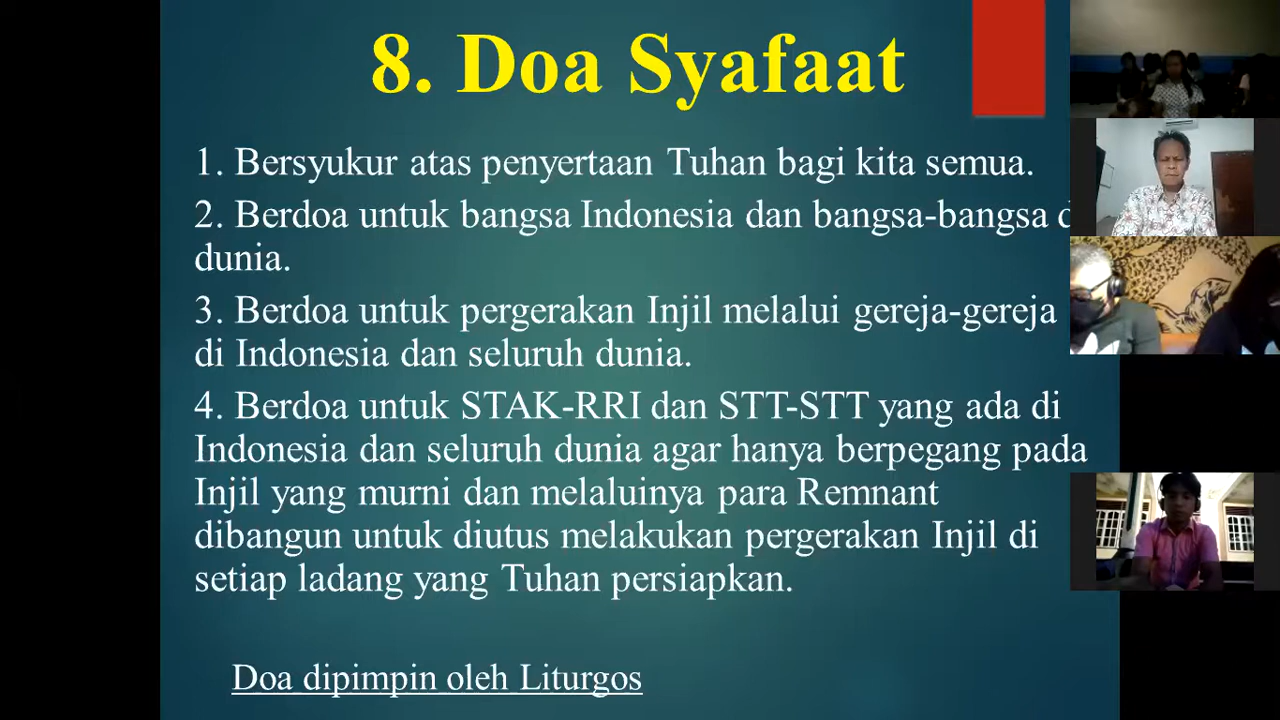 8. Doa Syafaat
1. Bersyukur atas penyertaan Tuhan bagi kita semua.
2. Berdoa untuk bangsa Indonesia dan bangsa-bangsa
dunia.
3. Berdoa untuk pergerakan Injil melalui gereja-gereja
di Indonesia dan seluruh dunia.
4. Berdoa untuk STAK-RRI dan STT-STT yang ada di
Indonesia dan seluruh dunia agar hanya berpegang pada
Injil yang murni dan melaluinya para Remnant
dibangun untuk diutus melakukan pergerakan Injil di
setiap ladang yang Tuhan persiapkan.
Doa dipimpin oleh Liturgos